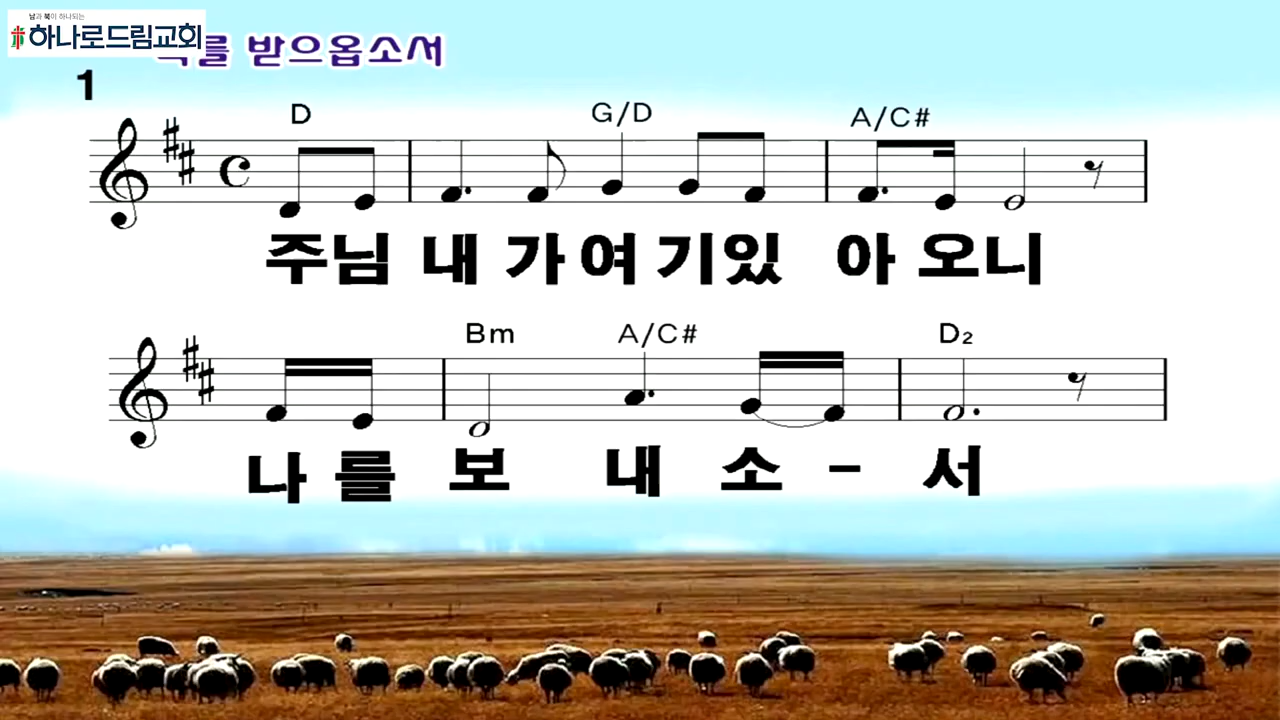 남과 북이 하나되는
하나로드림교회
를 받으옵소서
1
D G/D A/C#
주님 내 가 여 기있 아 오니
Bm A/C# D2
나 를 보 내 소 - 서